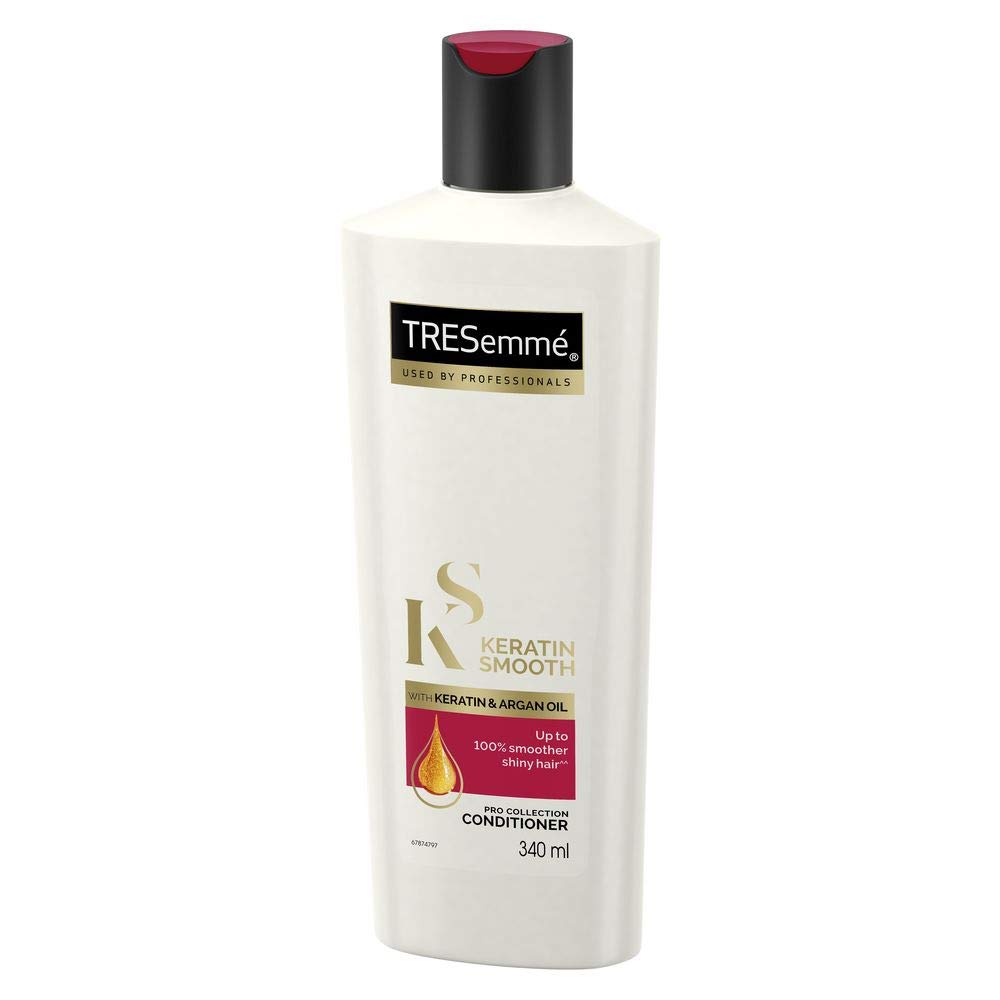 TRESemmé®
USED BY PROFESSIONALS
KS
KERATIN
SMOOTH
WITH KERATIN & ARGAN OIL
Up to
100% smoother
shiny hair^^
PRO COLLECTION
CONDITIONER
67874797
340 ml